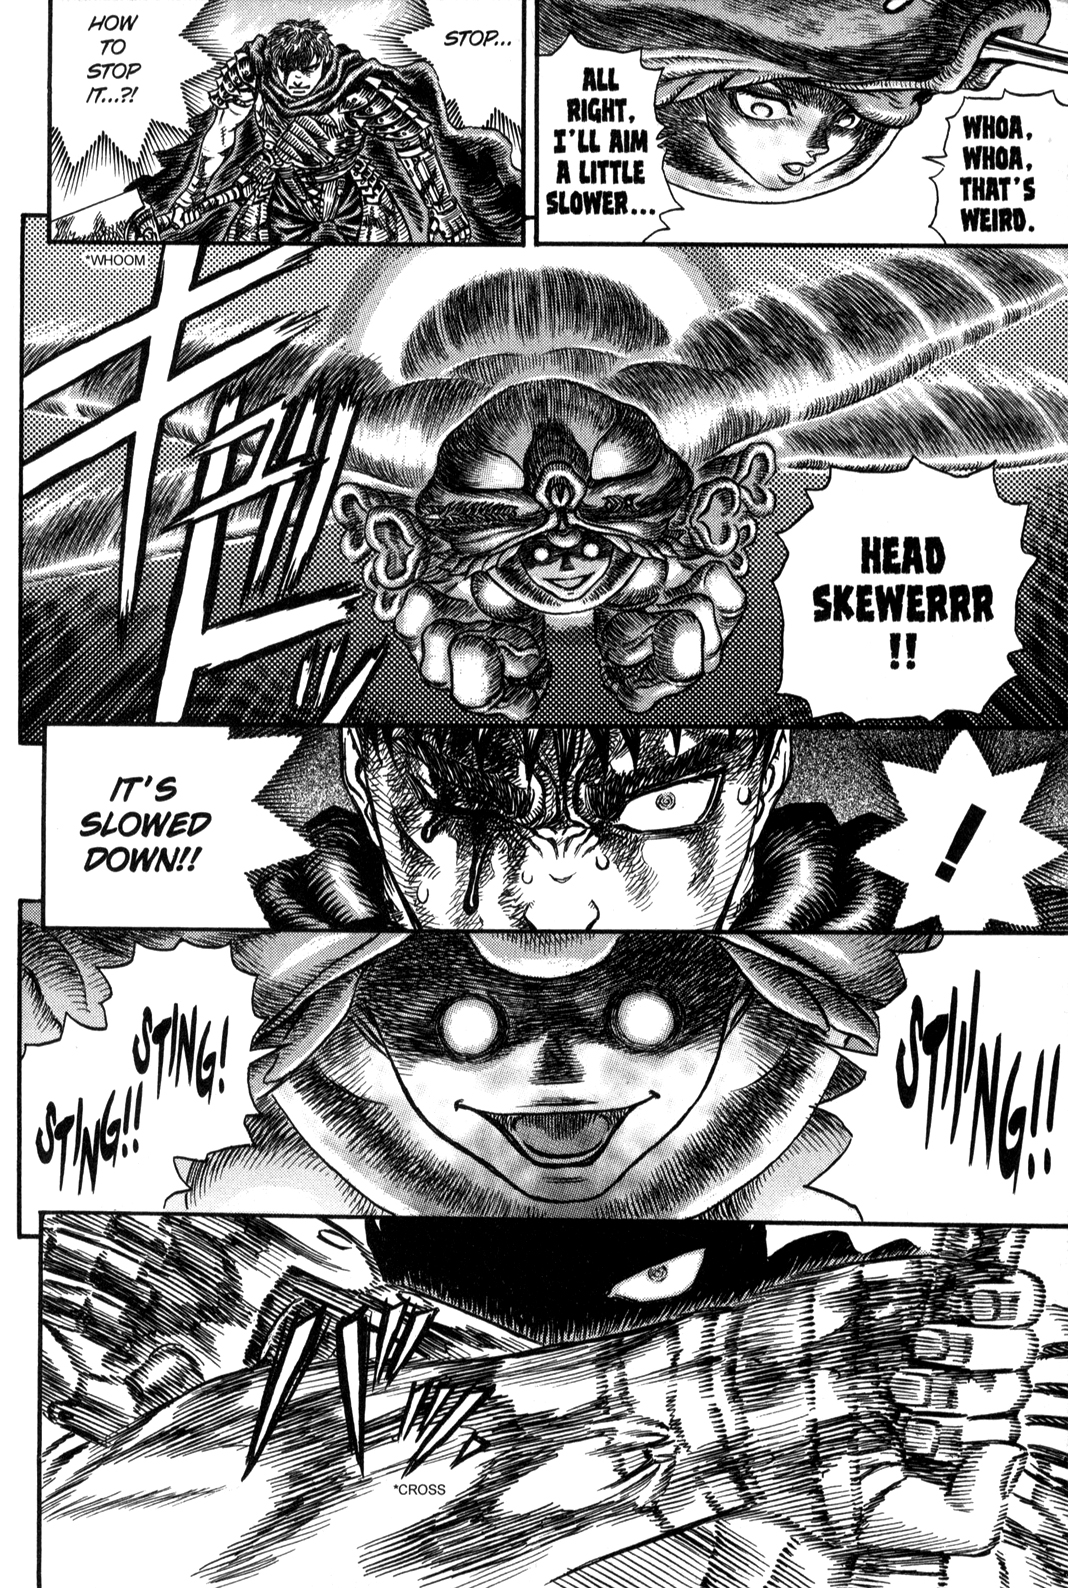 WHOA,
WHOA,
THAT'S
WEIRD.
ALL
RIGHT,
I'LL AIM
A LITTLE
SLOWER...
STOP...
HOW
TO
STOP
IT...?!
*WHOOM
HEAD
SKEWERRR
!!
!
IT'S
SLOWED
DOWN!!
STIIING!!
STING!
STING!!
*CROSS